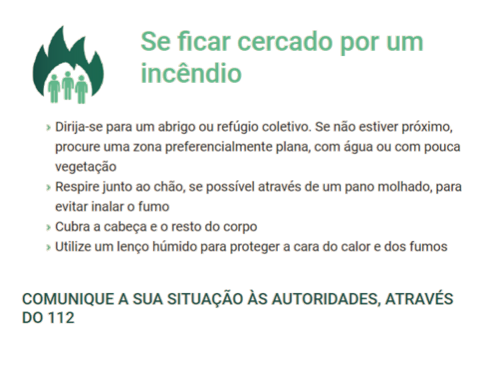 Se ficar cercado por um
incêndio
› Dirija-se para um abrigo ou refúgio coletivo. Se não estiver próximo,
procure uma zona preferencialmente plana, com água ou com pouca
vegetação
› Respire junto ao chão, se possível através de um pano molhado, para
evitar inalar o fumo
› Cubra a cabeça e o resto do corpo
› Utilize um lenço húmido para proteger a cara do calor e dos fumos
COMUNIQUE A SUA SITUAÇÃO ÀS AUTORIDADES, ATRAVÉS
DO 112